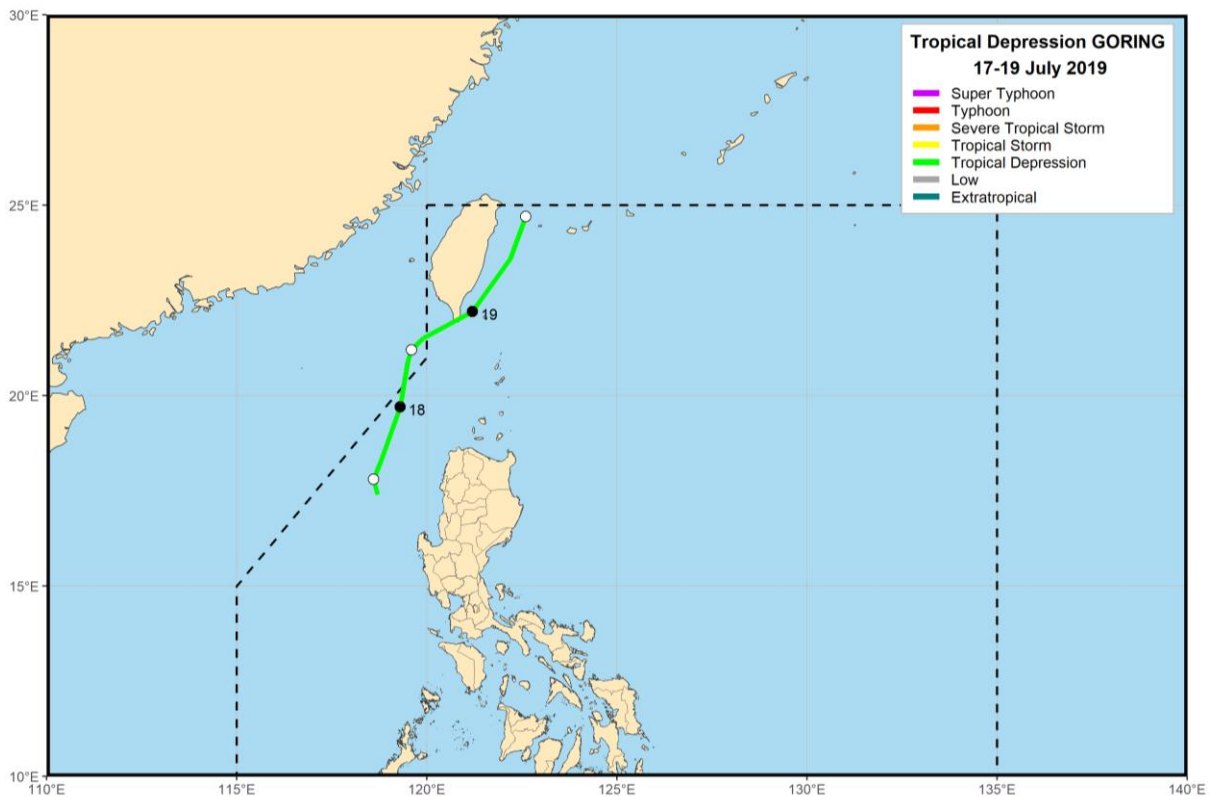 30°E
Tropical Depression GORING
17-19 July 2019
Super Typhoon
Typhoon
Severe Tropical Storm
Tropical Storm
Tropical Depression
Low
Extratropical
25°E
19
20°E
18
15°E
10°E
110°E
115°E
120°E
125°E
130°E
135°E
140°E